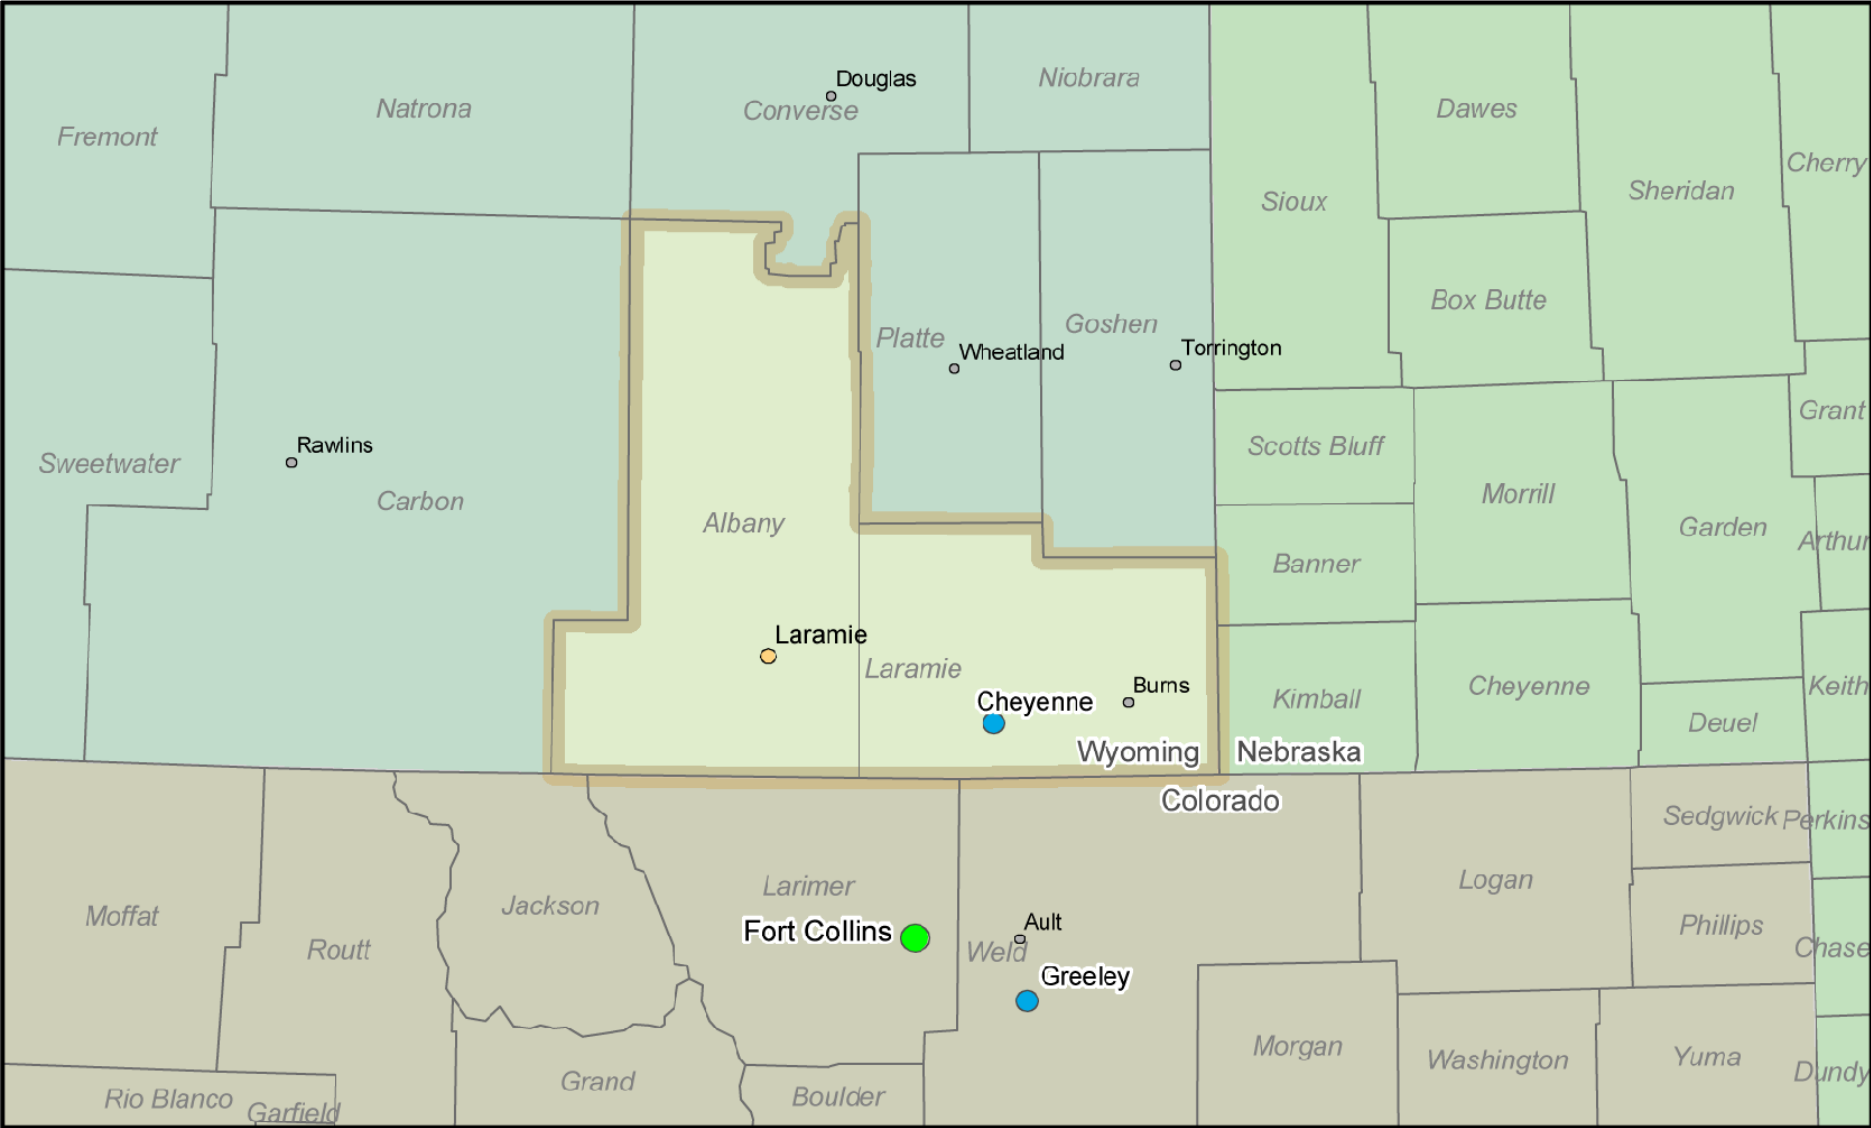 Douglas
Niobrara
Natrona
Converse
Dawes
Fremont
Cherry
Sheridan
Sioux
Box Butte
Platte
Goshen
Wheatland
Torrington
Grant
Rawlins
Scotts Bluff
Sweetwater
Carbon
Morrill
Albany
Garden
Arthur
Banner
Laramie
Laramie
Burns
Cheyenne
Kimball
Cheyenne
Keith
Deuel
Wyoming
Nebraska
Colorado
Sedgwick
Perkins
Larimer
Logan
Jackson
Moffat
Fort Collins
Ault
Phillips
Routt
Weld
Chase
Greeley
Morgan
Washington
Yuma
Dundy
Grand
Rio Blanco
Garfield
Boulder